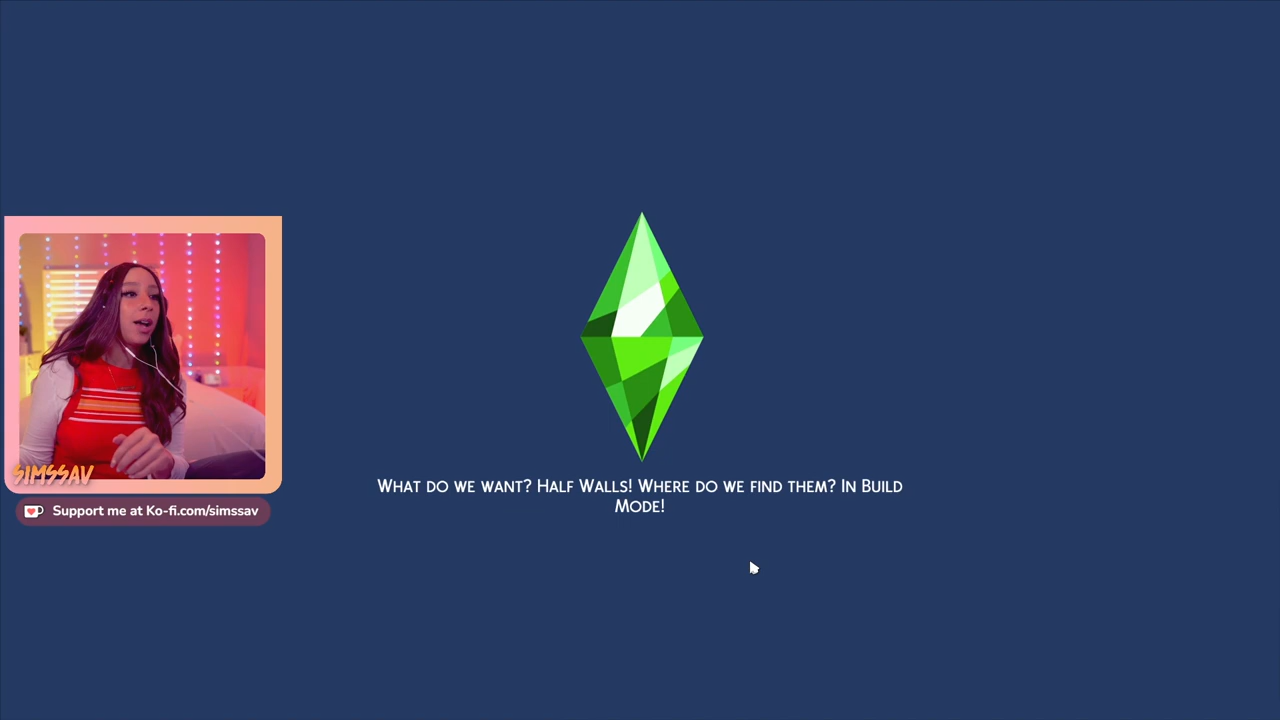 SIMSSAV
Support me at Ko-fi.com/simssav
What do we want? Half Walls! Where do we find them? In Build
Mode!